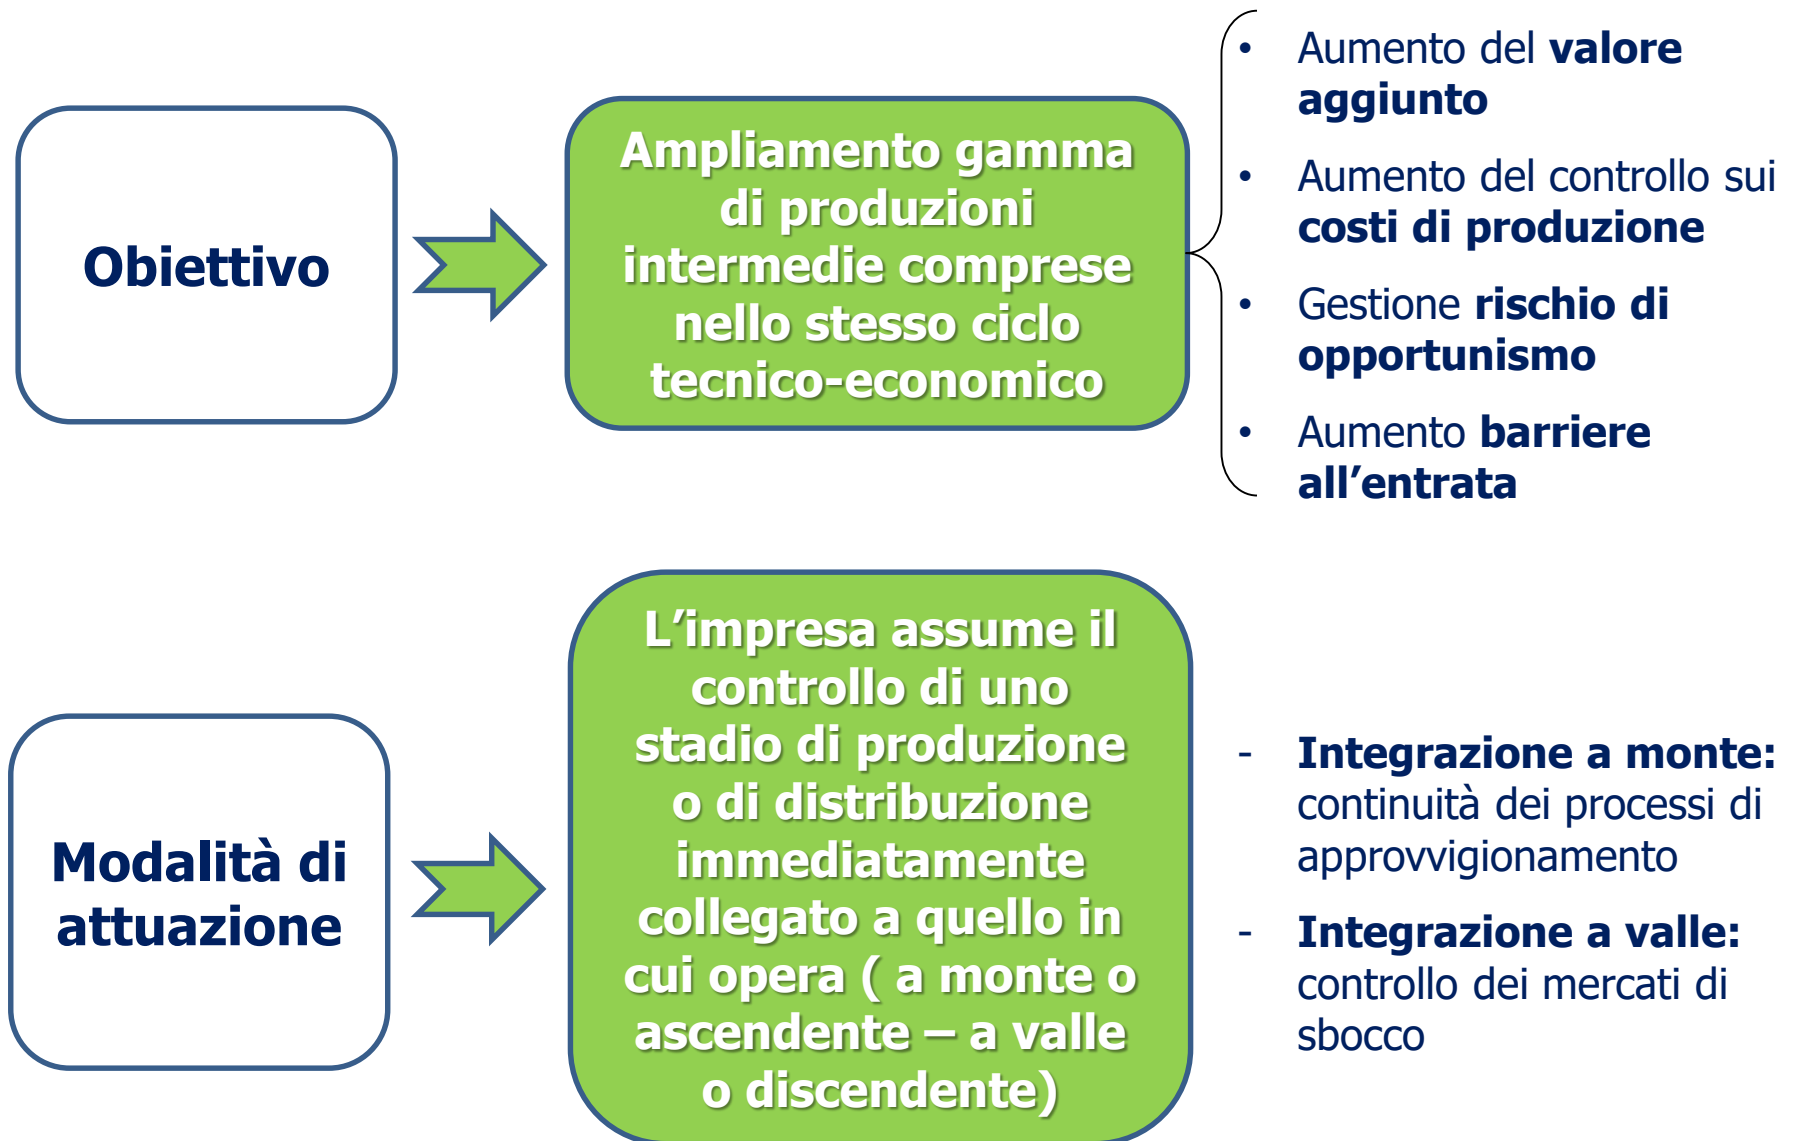 Obiettivo
Ampliamento gamma
di produzioni
intermedie comprese
nello stesso ciclo
tecnico-economico
• Aumento del valore
aggiunto
• Aumento del controllo sui
costi di produzione
• Gestione rischio di
opportunismo
• Aumento barriere
all’entrata
Modalità di
attuazione
L’impresa assume il
controllo di uno
stadio di produzione
o di distribuzione
immediatamente
collegato a quello in
cui opera ( a monte o
ascendente – a valle
o discendente)
- Integrazione a monte:
continuità dei processi di
approvvigionamento
- Integrazione a valle:
controllo dei mercati di
sbocco